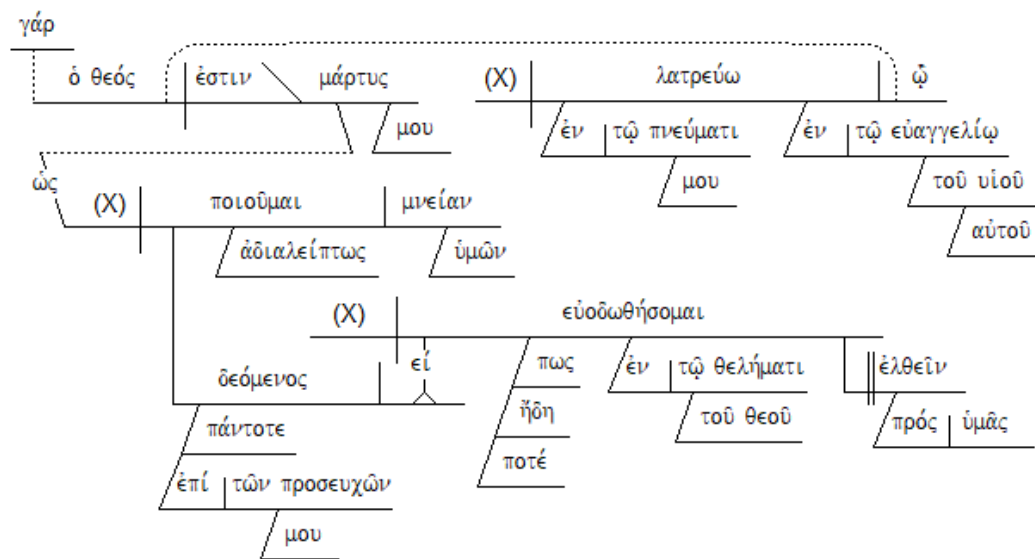 γάρ
ὁ θεός ἐστιν μάρτυς (X) λατρεύω ᾧ
μου ἐν τῷ πνεύματι ἐν τῷ εὐαγγελίῳ
ὡς μου τοῦ υἱοῦ
(X) ποιοῦμαι μνείαν αὐτοῦ
ἀδιαλείπτως ὑμῶν
(X) εὐοδωθήσομαι
δεόμενος εἰ πως ἐν τῷ θελήματι ἐλθεῖν
πάντοτε ἤδη τοῦ θεοῦ πρός ὑμᾶς
ἐπί τῶν προσευχῶν ποτέ
μου